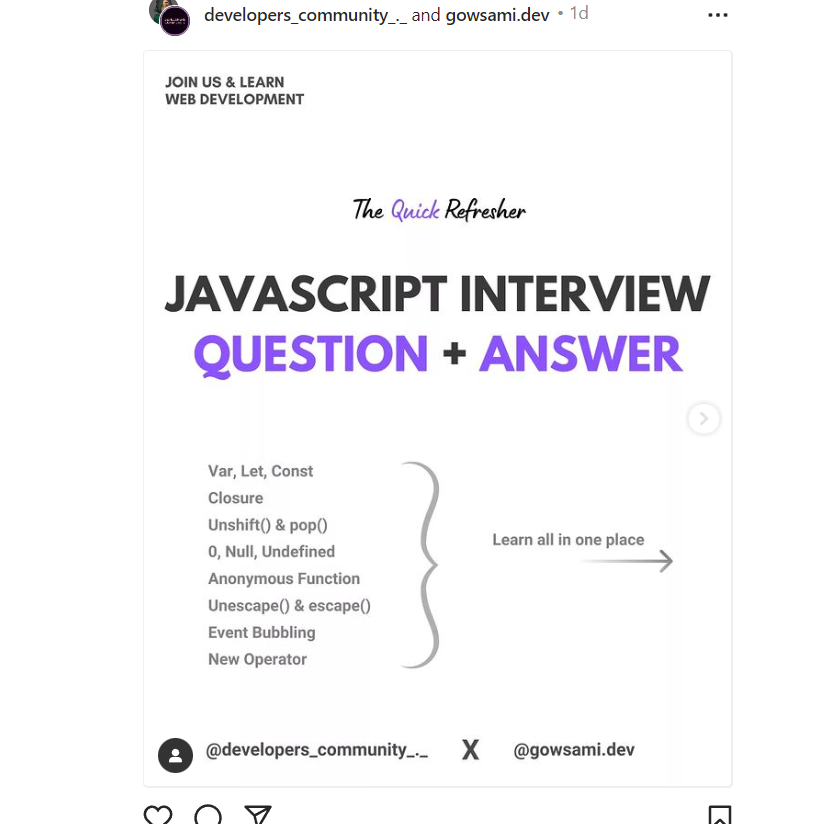 developers_community_._ and gowsami.dev • 1d
JOIN US & LEARN
WEB DEVELOPMENT
The Quick Refresher
JAVASCRIPT INTERVIEW
QUESTION + ANSWER
Var, Let, Const
Closure
Unshift() & pop()
0, Null, Undefined
Anonymous Function
Unescape() & escape()
Event Bubbling
New Operator
Learn all in one place
@developers_community_._ X @gowsami.dev